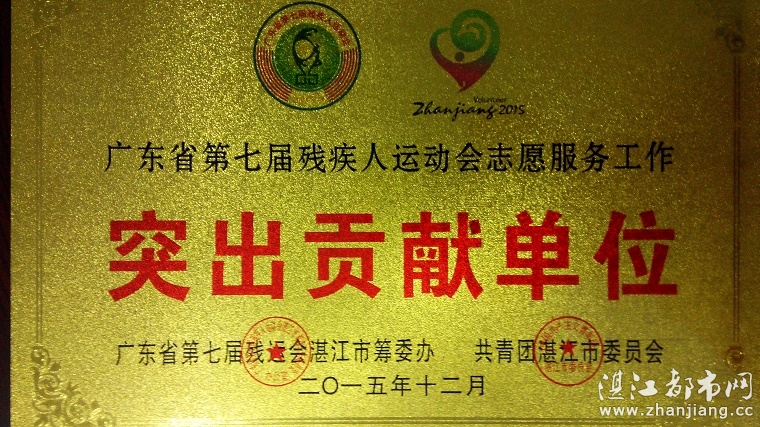 Volunteer
Zhanjiang 2015
广东省第七届残疾人运动会志愿服务工作
突出贡献单位
广东省第七届残运会湛江市筹委办 共青团湛江市委员会
二〇一五年十二月
湛江都市网
www.zhanjiang.cc